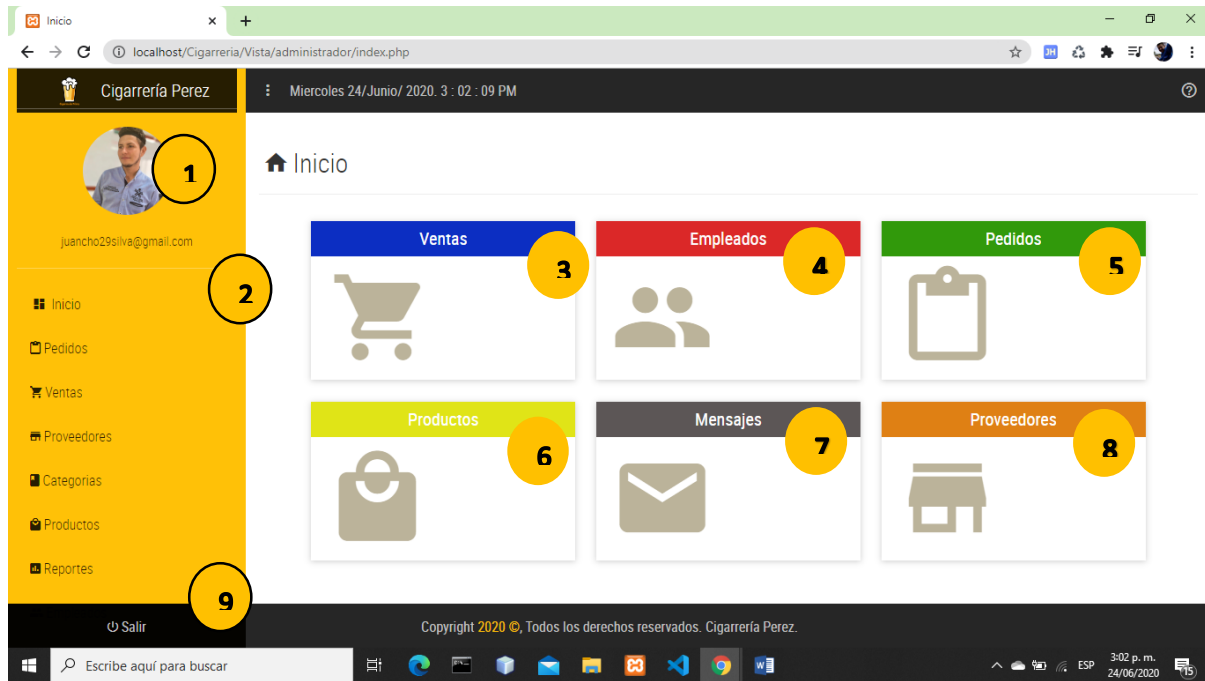 Inicio
localhost/Cigarreria/Vista/administrador/index.php
JH
Cigarrería Perez
Miercoles 24/Junio/ 2020. 3 : 02 : 09 PM
1
juancho29silva@gmail.com
2
Inicio
Pedidos
Ventas
Proveedores
Categorias
Productos
Reportes
9
Salir
Inicio
Ventas
3
Empleados
4
Pedidos
5
Productos
6
Mensajes
7
Proveedores
8
Copyright 2020 ©, Todos los derechos reservados. Cigarrería Perez.
Escribe aquí para buscar
ESP
3:02 p. m.
24/06/2020
15